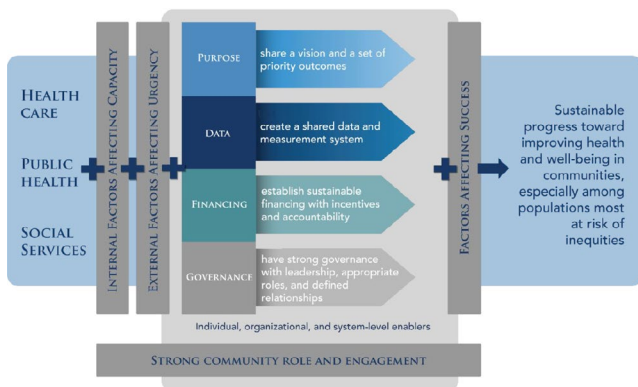 HEALTH
CARE
PUBLIC
HEALTH
SOCIAL
SERVICES
INTERNAL FACTORS AFFECTING CAPACITY
EXTERNAL FACTORS AFFECTING URGENCY
PURPOSE
share a vision and a set of
priority outcomes
DATA
create a shared data and
measurement system
FINANCING
establish sustainable
financing with incentives
and accountability
GOVERNANCE
have strong governance
with leadership, appropriate
roles, and defined
relationships
Individual, organizational, and system-level enablers
FACTORS AFFECTING SUCCESS
Sustainable
progress toward
improving health
and well-being in
communities,
especially among
populations most
at risk of
inequities
STRONG COMMUNITY ROLE AND ENGAGEMENT